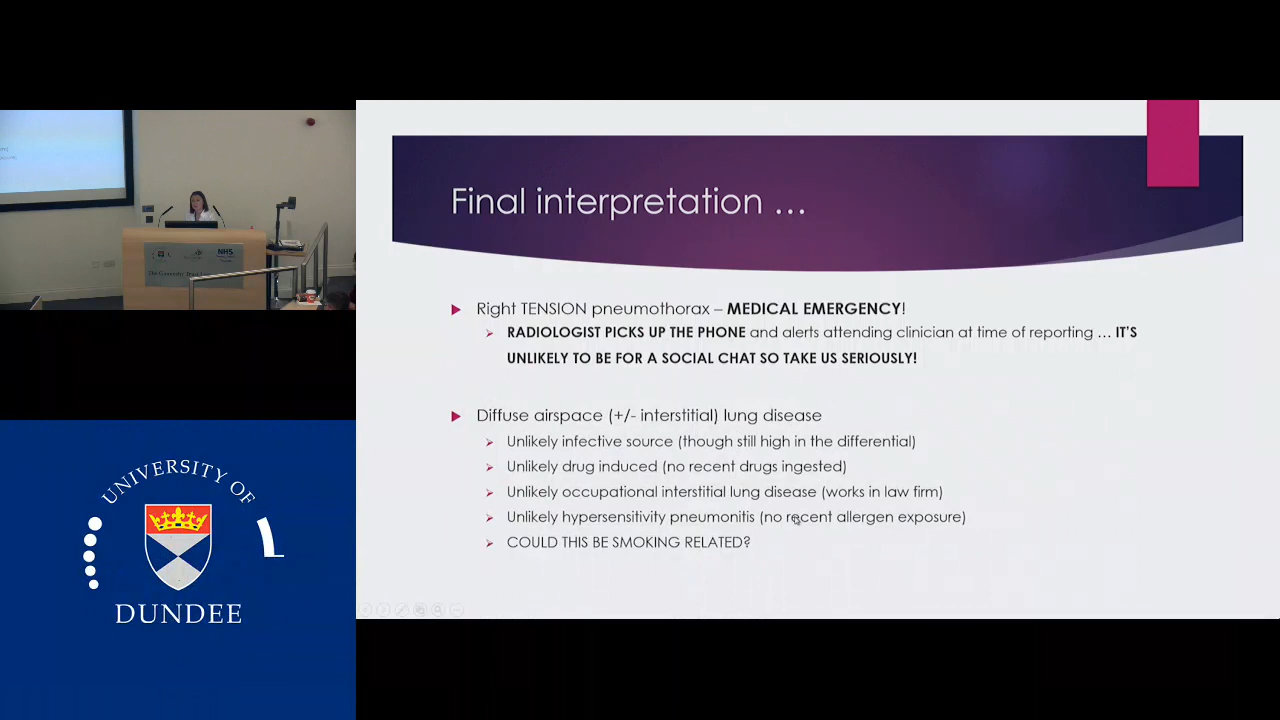 Final interpretation …
Right TENSION pneumothorax – MEDICAL EMERGENCY!
RADIOLOGIST PICKS UP THE PHONE and alerts attending clinician at time of reporting … IT'S
UNLIKELY TO BE FOR A SOCIAL CHAT SO TAKE US SERIOUSLY!
Diffuse airspace (+/- interstitial) lung disease
Unlikely infective source (though still high in the differential)
Unlikely drug induced (no recent drugs ingested)
Unlikely occupational interstitial lung disease (works in law firm)
Unlikely hypersensitivity pneumonitis (no recent allergen exposure)
COULD THIS BE SMOKING RELATED?
NHS
UNIVERSITY OF
DUNDEE